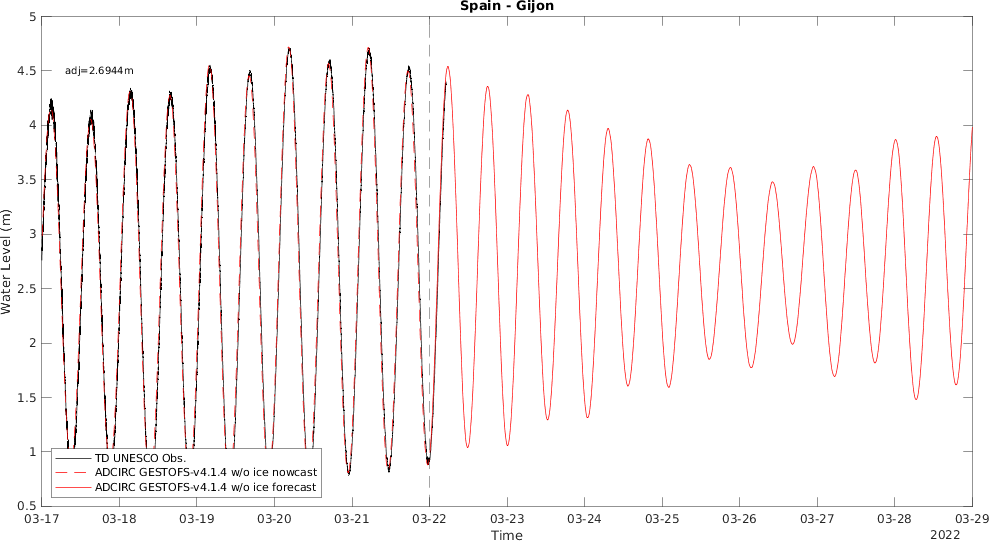 Spain - Gijon
5
4.5
4
3.5
3
2.5
2
1.5
1
0.5
Water Level (m)
adj=2.6944m
TD UNESCO Obs.
ADCIRC GESTOFS-v4.1.4 w/o ice nowcast
ADCIRC GESTOFS-v4.1.4 w/o ice forecast
03-17 03-18 03-19 03-20 03-21 03-22 03-23 03-24 03-25 03-26 03-27 03-28 03-29
Time
2022